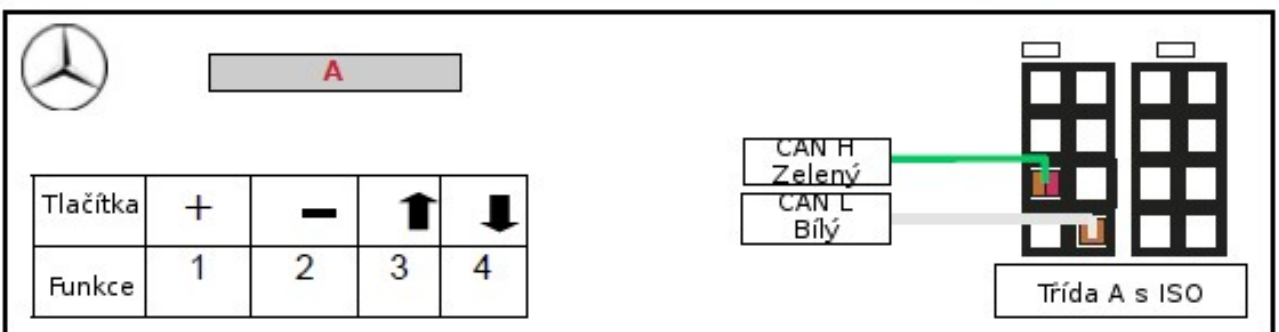 A
Tlačítka + – ⬆ ⬇
Funkce 1 2 3 4
CAN H
Zelený
CAN L
Bílý
Třída A s ISO